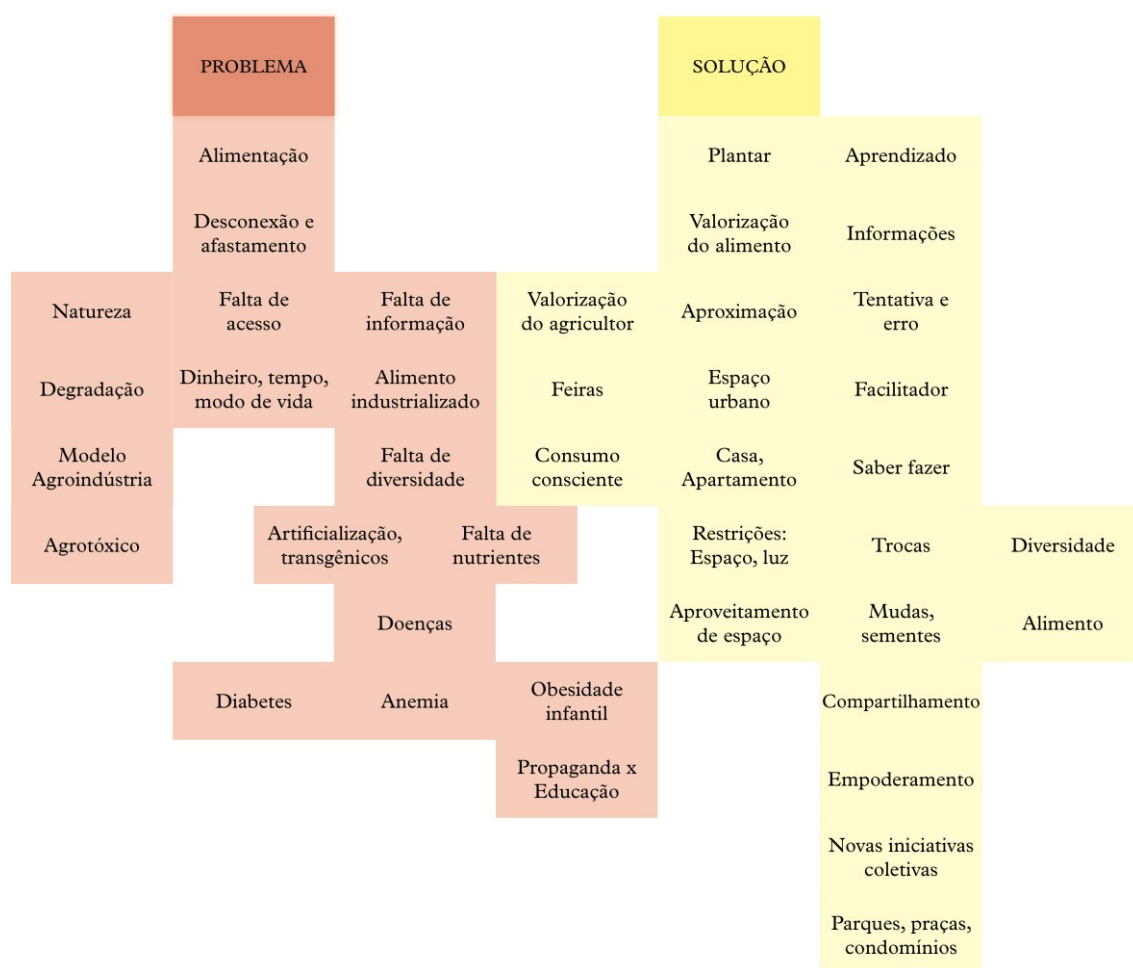 PROBLEMA
SOLUÇÃO
Alimentação
Plantar
Aprendizado
Desconexão e
afastamento
Valorização
do alimento
Informações
Natureza
Falta de
acesso
Falta de
informação
Valorização
do agricultor
Aproximação
Tentativa e
erro
Degradação
Dinheiro, tempo,
modo de vida
Alimento
industrializado
Feiras
Espaço
urbano
Facilitador
Modelo
Agroindústria
Falta de
diversidade
Consumo
consciente
Casa,
Apartamento
Saber fazer
Agrotóxico
Artificialização,
transgênicos
Falta de
nutrientes
Restrições:
Espaço, luz
Trocas
Diversidade
Doenças
Aproveitamento
de espaço
Mudas,
sementes
Alimento
Diabetes
Anemia
Obesidade
infantil
Compartilhamento
Propaganda x
Educação
Empoderamento
Novas iniciativas
coletivas
Parques, praças,
condomínios